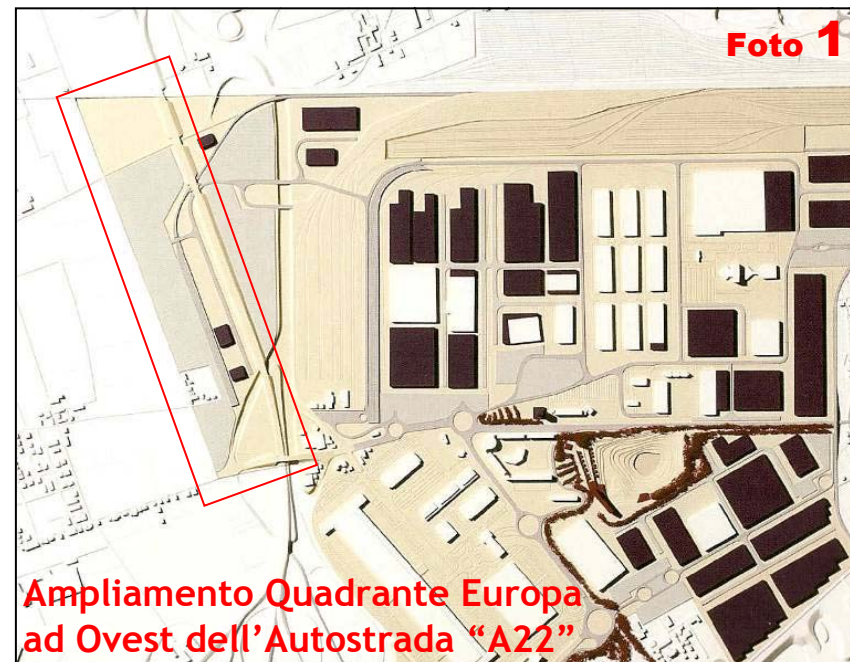 Foto 1
Ampliamento Quadrante Europa
ad Ovest dell’Autostrada “A22”